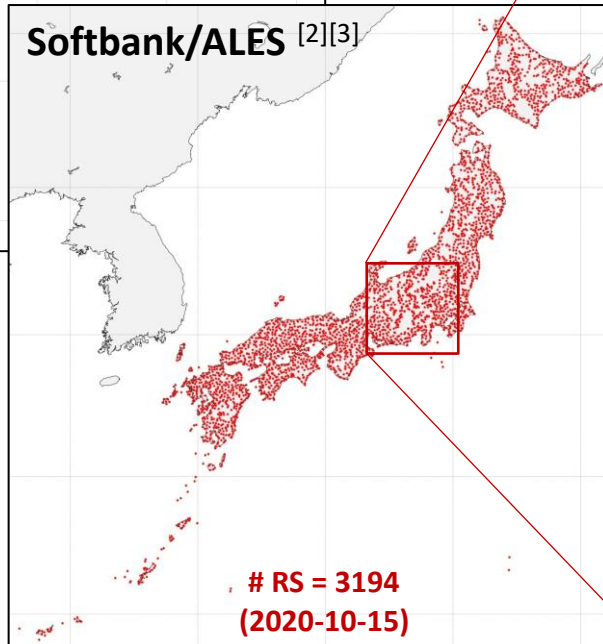 Softbank/ALES [2][3]
# RS = 3194
(2020-10-15)